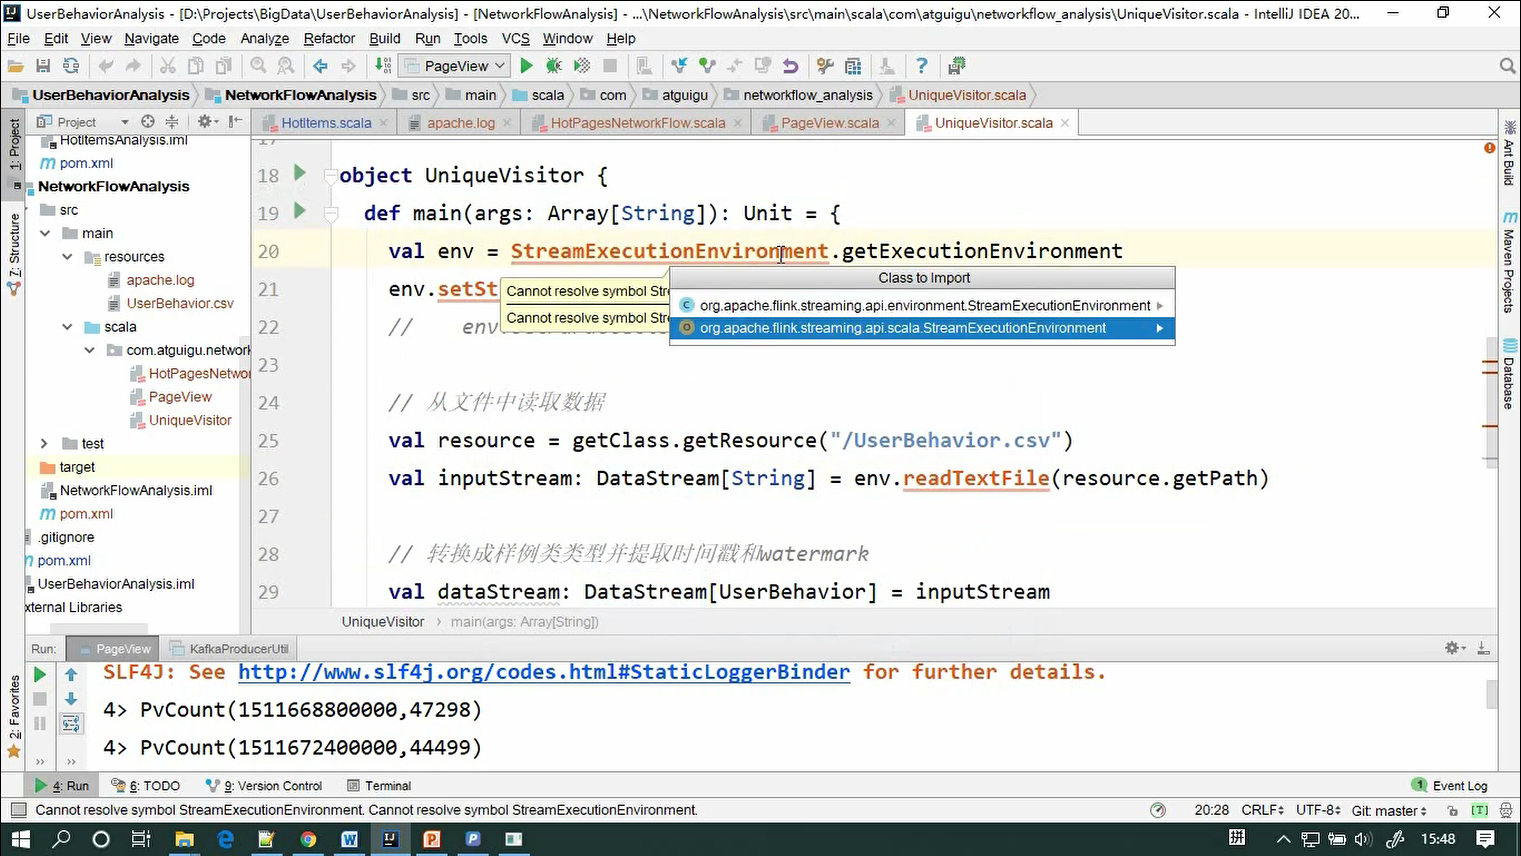 UserBehaviorAnalysis - [D:\Projects\BigData\UserBehaviorAnalysis] - [NetworkFlowAnalysis] - ...\NetworkFlowAnalysis\src\main\scala\com\atguigu\networkflow_analysis\UniqueVisitor.scala - IntelliJ IDEA 20...
File Edit View Navigate Code Analyze Refactor Build Run Tools VCS Window Help
PageView
UserBehaviorAnalysis NetworkFlowAnalysis src main scala com atguigu networkflow_analysis UniqueVisitor.scala
Project
HotItems.scala apache.log HotPagesNetworkFlow.scala PageView.scala UniqueVisitor.scala
1: Project
7: Structure
2: Favorites
HotItemsAnalysis.iml
pom.xml
NetworkFlowAnalysis
src
main
resources
apache.log
UserBehavior.csv
scala
com.atguigu.networ
HotPagesNetwo
PageView
UniqueVisitor
test
target
NetworkFlowAnalysis.iml
pom.xml
.gitignore
pom.xml
UserBehaviorAnalysis.iml
xternal Libraries
17
18 object UniqueVisitor {
19 def main(args: Array[String]): Unit = {
20 val env = StreamExecutionEnvironment.getExecutionEnvironment
21 env.setSt
22 // env
23
24 // 从文件中读取数据
25 val resource = getClass.getResource("/UserBehavior.csv")
26 val inputStream: DataStream[String] = env.readTextFile(resource.getPath)
27
28 // 转换成样例类类型并提取时间戳和watermark
29 val dataStream: DataStream[UserBehavior] = inputStream
Cannot resolve symbol Stre
Cannot resolve symbol Stre
Class to Import
org.apache.flink.streaming.api.environment.StreamExecutionEnvironment
org.apache.flink.streaming.api.scala.StreamExecutionEnvironment
UniqueVisitor main(args: Array[String])
Ant Build
Maven Projects
Database
Run: PageView KafkaProducerUtil
SLF4J: See http://www.slf4j.org/codes.html#StaticLoggerBinder for further details.
4> PvCount(1511668800000,47298)
4> PvCount(1511672400000,44499)
4: Run 6: TODO 9: Version Control Terminal 1 Event Log
Cannot resolve symbol StreamExecutionEnvironment. Cannot resolve symbol StreamExecutionEnvironment.
20:28 CRLF UTF-8 Git: master [T]
15:48